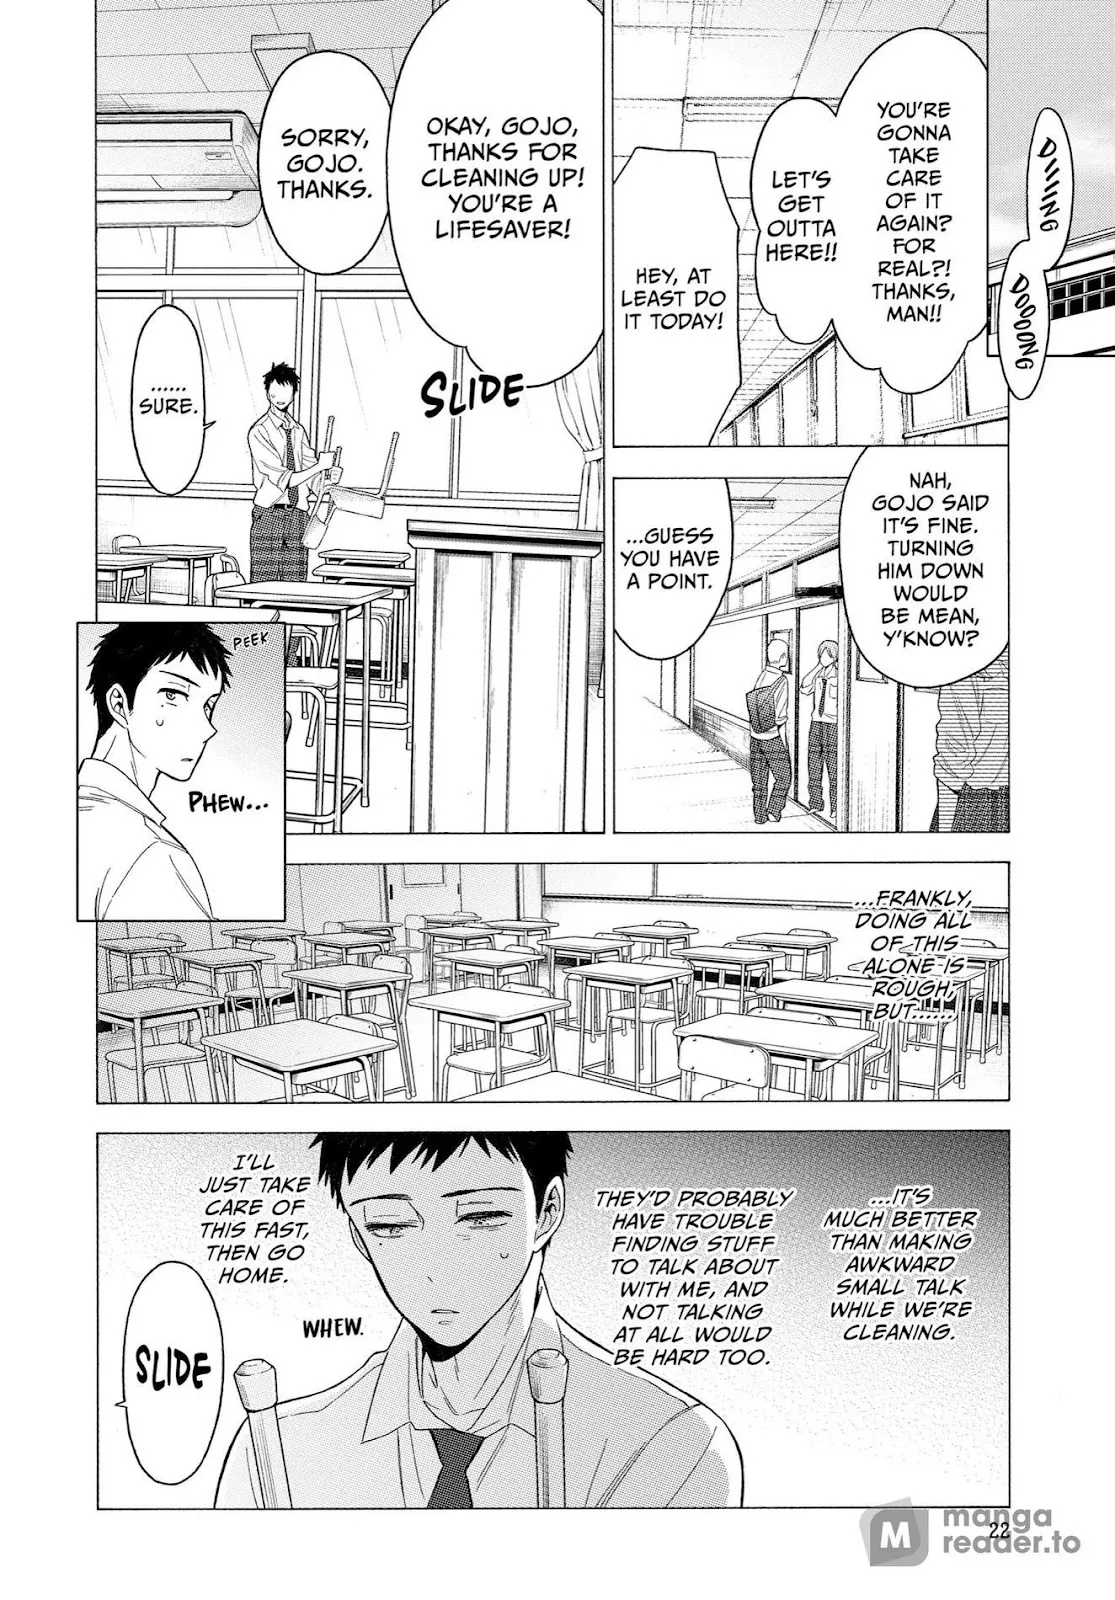 DIIING
DOOOONG
YOU'RE
GONNA
TAKE
CARE
OF IT
AGAIN?
FOR
REAL?!
THANKS,
MAN!!
LET'S
GET
OUTTA
HERE!!
HEY, AT
LEAST DO
IT TODAY!
NAH,
GOJO SAID
IT'S FINE.
TURNING
HIM DOWN
WOULD
BE MEAN,
Y'KNOW?
...GUESS
YOU HAVE
A POINT.
OKAY, GOJO,
THANKS FOR
CLEANING UP!
YOU'RE A
LIFESAVER!
SORRY,
GOJO.
THANKS.
SLIDE
......
SURE.
PEEK
PHEW...
...FRANKLY,
DOING ALL
OF THIS
ALONE IS
ROUGH,
BUT......
...IT'S
MUCH BETTER
THAN MAKING
AWKWARD
SMALL TALK
WHILE WE'RE
CLEANING.
THEY'D PROBABLY
HAVE TROUBLE
FINDING STUFF
TO TALK ABOUT
WITH ME, AND
NOT TALKING
AT ALL WOULD
BE HARD TOO.
I'LL
JUST TAKE
CARE OF
THIS FAST,
THEN GO
HOME.
WHEW.
SLIDE
22
M manga
reader.to